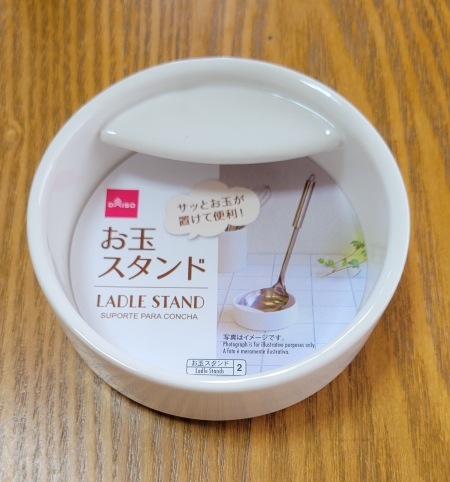 DAISO
サッとお玉が
置けて便利!
お玉
スタンド
LADLE STAND
SUPORTE PARA CONCHA
写真はイメージです。
Photograph is for illustrative purposes only.
A foto é meramente ilustrativa.
お玉スタンド
Ladle Stands
2